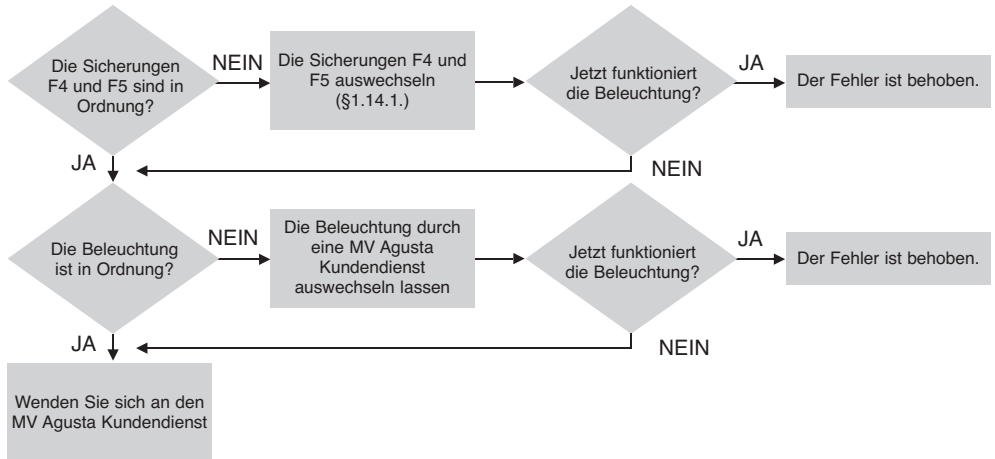 Die Sicherungen
F4 und F5 sind in
Ordnung?
NEIN
Die Sicherungen F4 und
F5 auswechseln
(§1.14.1.)
Jetzt funktioniert
die Beleuchtung?
JA
Der Fehler ist behoben.
JA
NEIN
Die Beleuchtung
ist in Ordnung?
NEIN
Die Beleuchtung durch
eine MV Agusta
Kundendienst
auswechseln lassen
Jetzt funktioniert
die Beleuchtung?
JA
Der Fehler ist behoben.
JA
NEIN
Wenden Sie sich an den
MV Agusta Kundendienst